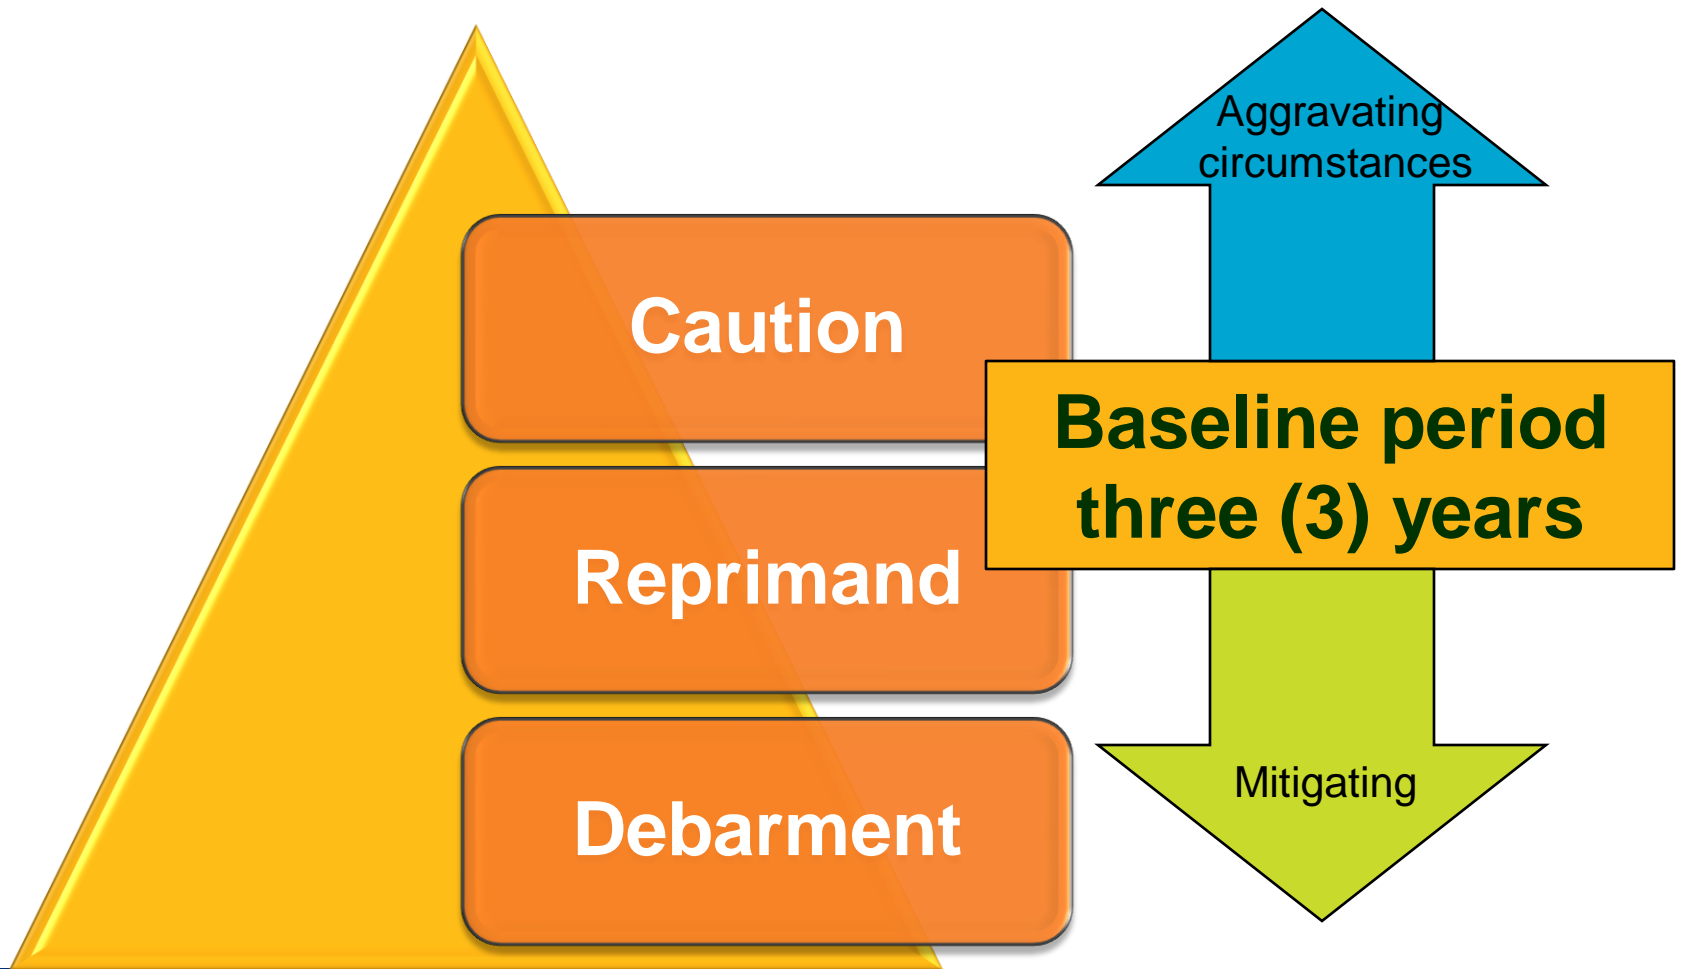 Caution
Reprimand
Debarment
Aggravating
circumstances
Baseline period
three (3) years
Mitigating